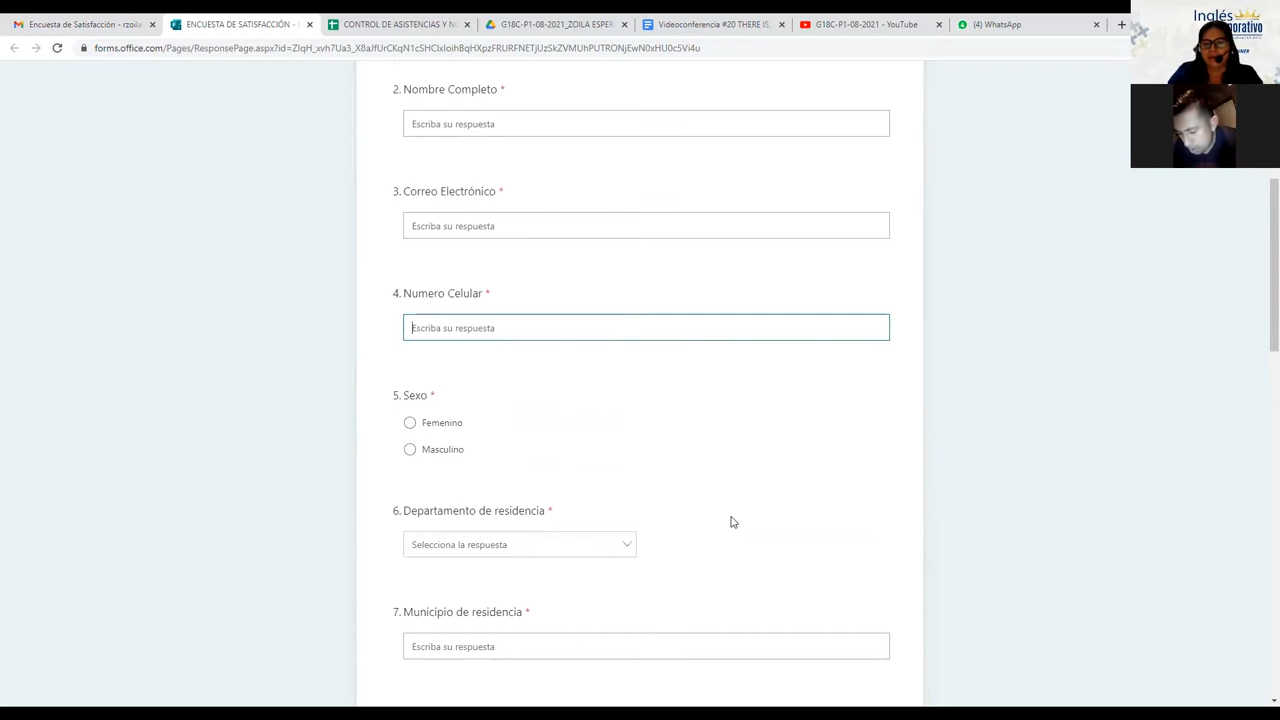 Encuesta de Satisfacción - rzoila
ENCUESTA DE SATISFACCIÓN -
CONTROL DE ASISTENCIAS Y NO
G18C-P1-08-2021_ZOILA ESPER
Videoconferencia #20 THERE IS,
G18C-P1-08-2021 - YouTube
(4) WhatsApp
Inglés
2. Nombre Completo *
Escriba su respuesta
3. Correo Electrónico *
Escriba su respuesta
4. Numero Celular *
Escriba su respuesta
5. Sexo *
Femenino
Masculino
6. Departamento de residencia *
Selecciona la respuesta
7. Municipio de residencia *
Escriba su respuesta